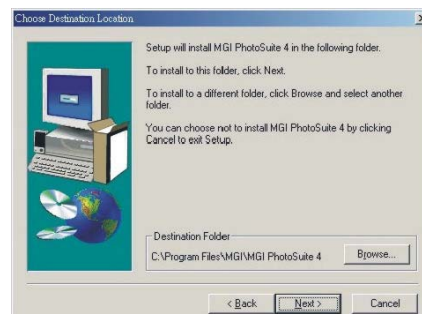 Choose Destination Location
Setup will install MGI PhotoSuite 4 in the following folder.
To install to this folder, click Next.
To install to a different folder, click Browse and select another
folder.
You can choose not to install MGI PhotoSuite 4 by clicking
Cancel to exit Setup.
Destination Folder
C:\Program Files\MGI\MGI PhotoSuite 4
Browse...
< Back
Next >
Cancel